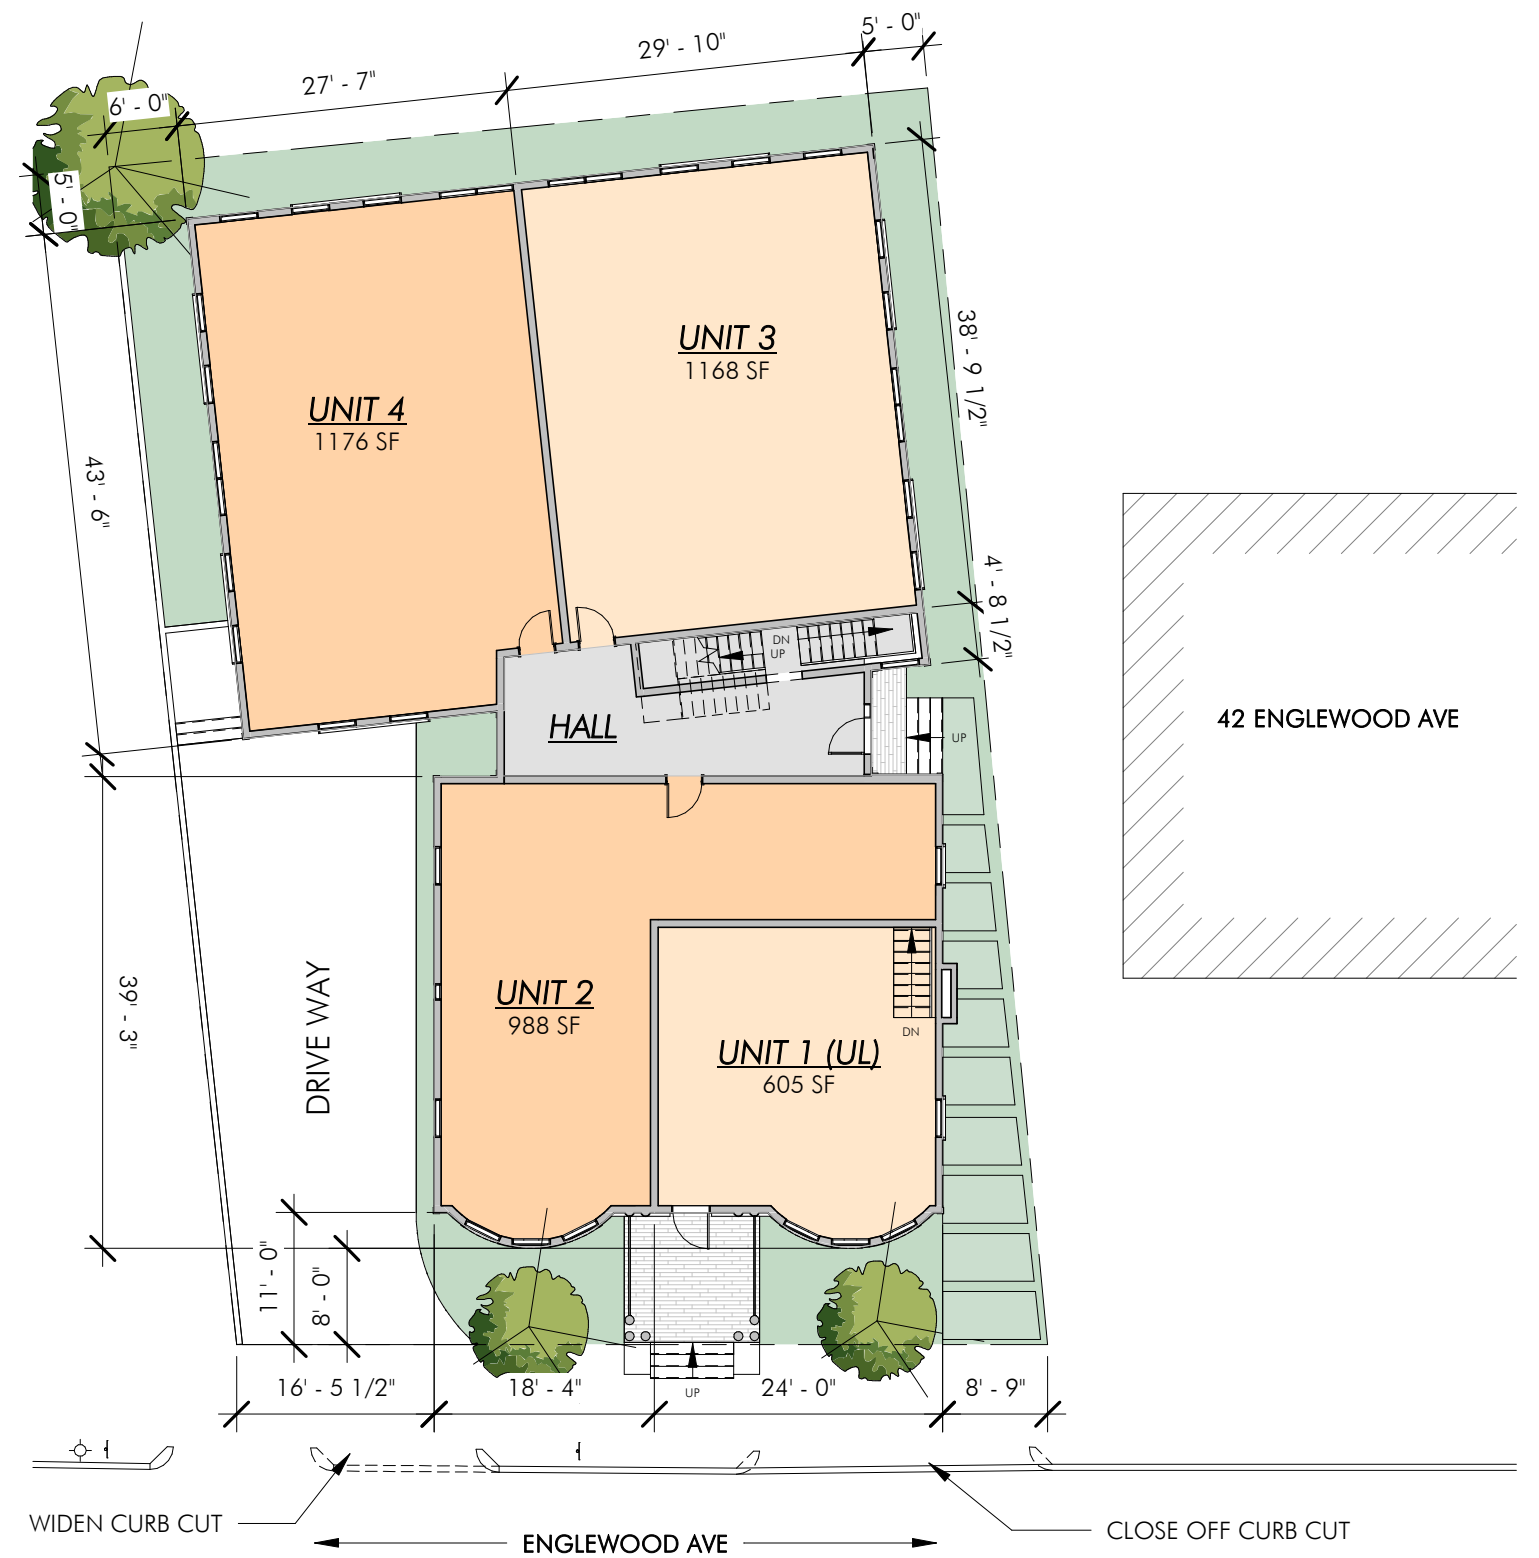 5' - 0"
29' - 10"
27' - 7"
6' - 0"
5' - 0"
38' - 9 1/2"
UNIT 3
1168 SF
UNIT 4
1176 SF
43' - 6"
4' - 8 1/2"
DN
UP
HALL
UP
42 ENGLEWOOD AVE
39' - 3"
DRIVE WAY
UNIT 2
988 SF
DN
UNIT 1 (UL)
605 SF
11' - 0"
8' - 0"
16' - 5 1/2"
18' - 4"
UP
24' - 0"
8' - 9"
WIDEN CURB CUT
ENGLEWOOD AVE
CLOSE OFF CURB CUT